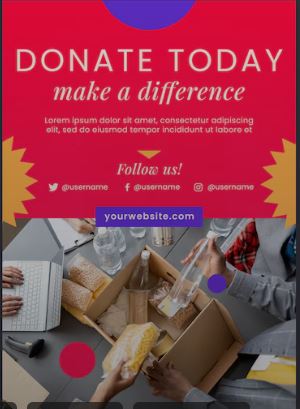 DONATE TODAY
make a difference
Lorem ipsum dolor sit amet, consectetur adipiscing
elit, sed do eiusmod tempor incididunt ut labore et
Follow us!
@username @username @username
yourwebsite.com